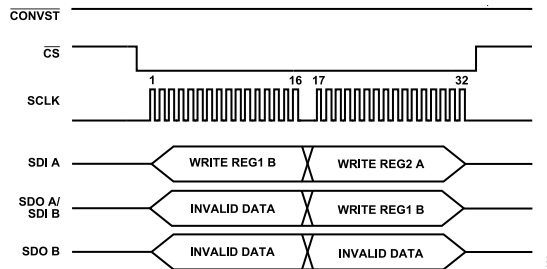 CONVST
CS
1 16 17 32
SCLK
SDI A WRITE REG1 B WRITE REG2 A
SDO A/
SDI B INVALID DATA WRITE REG1 B
SDO B INVALID DATA INVALID DATA